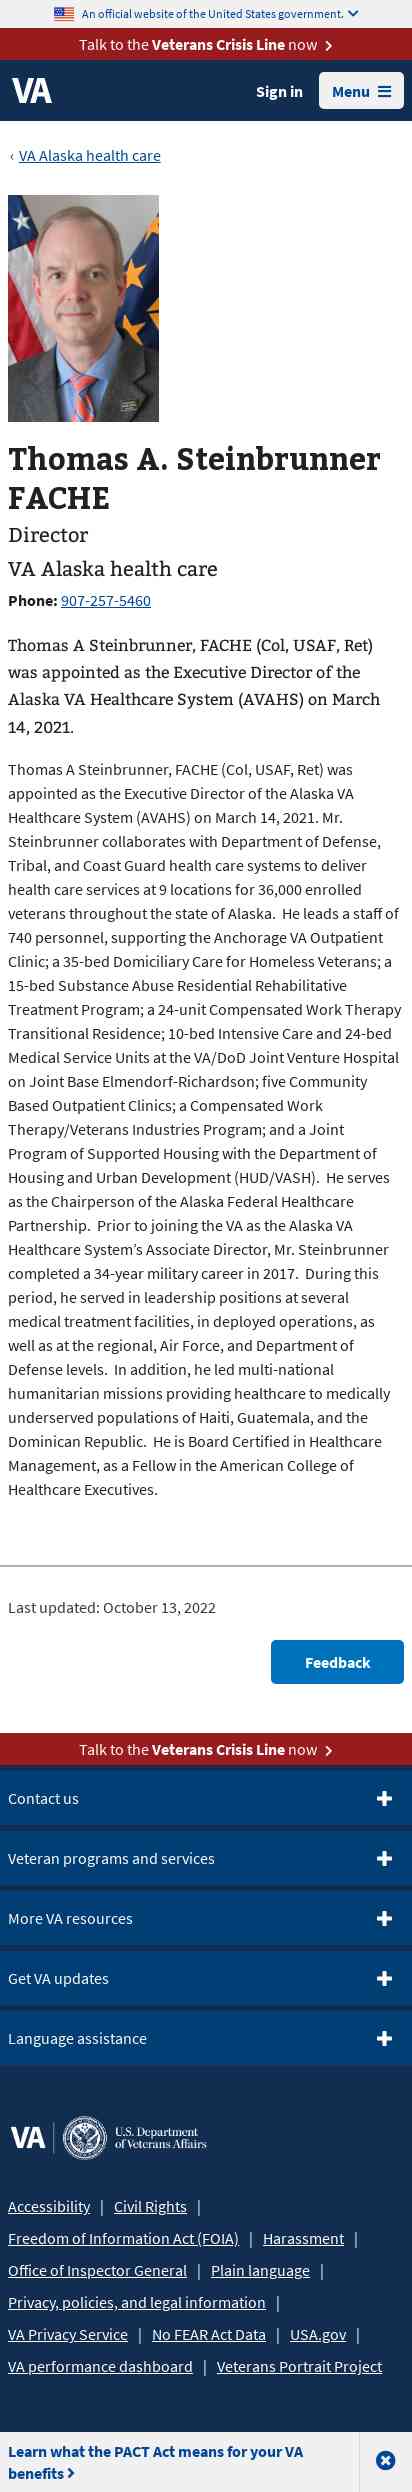 An official website of the United States government.
Talk to the Veterans Crisis Line now
VA
Sign in
Menu
‹ VA Alaska health care
Thomas A. Steinbrunner
FACHE
Director
VA Alaska health care
Phone: 907-257-5460
Thomas A Steinbrunner, FACHE (Col, USAF, Ret)
was appointed as the Executive Director of the
Alaska VA Healthcare System (AVAHS) on March
14, 2021.
Thomas A Steinbrunner, FACHE (Col, USAF, Ret) was
appointed as the Executive Director of the Alaska VA
Healthcare System (AVAHS) on March 14, 2021. Mr.
Steinbrunner collaborates with Department of Defense,
Tribal, and Coast Guard health care systems to deliver
health care services at 9 locations for 36,000 enrolled
veterans throughout the state of Alaska.  He leads a staff of
740 personnel, supporting the Anchorage VA Outpatient
Clinic; a 35-bed Domiciliary Care for Homeless Veterans; a
15-bed Substance Abuse Residential Rehabilitative
Treatment Program; a 24-unit Compensated Work Therapy
Transitional Residence; 10-bed Intensive Care and 24-bed
Medical Service Units at the VA/DoD Joint Venture Hospital
on Joint Base Elmendorf-Richardson; five Community
Based Outpatient Clinics; a Compensated Work
Therapy/Veterans Industries Program; and a Joint
Program of Supported Housing with the Department of
Housing and Urban Development (HUD/VASH).  He serves
as the Chairperson of the Alaska Federal Healthcare
Partnership.  Prior to joining the VA as the Alaska VA
Healthcare System’s Associate Director, Mr. Steinbrunner
completed a 34-year military career in 2017.  During this
period, he served in leadership positions at several
medical treatment facilities, in deployed operations, as
well as at the regional, Air Force, and Department of
Defense levels.  In addition, he led multi-national
humanitarian missions providing healthcare to medically
underserved populations of Haiti, Guatemala, and the
Dominican Republic.  He is Board Certified in Healthcare
Management, as a Fellow in the American College of
Healthcare Executives.
Last updated: October 13, 2022
Feedback
Talk to the Veterans Crisis Line now
Contact us
Veteran programs and services
More VA resources
Get VA updates
Language assistance
VA | U.S. Department
of Veterans Affairs
Accessibility | Civil Rights |
Freedom of Information Act (FOIA) | Harassment |
Office of Inspector General | Plain language |
Privacy, policies, and legal information |
VA Privacy Service | No FEAR Act Data | USA.gov |
VA performance dashboard | Veterans Portrait Project
Learn what the PACT Act means for your VA
benefits